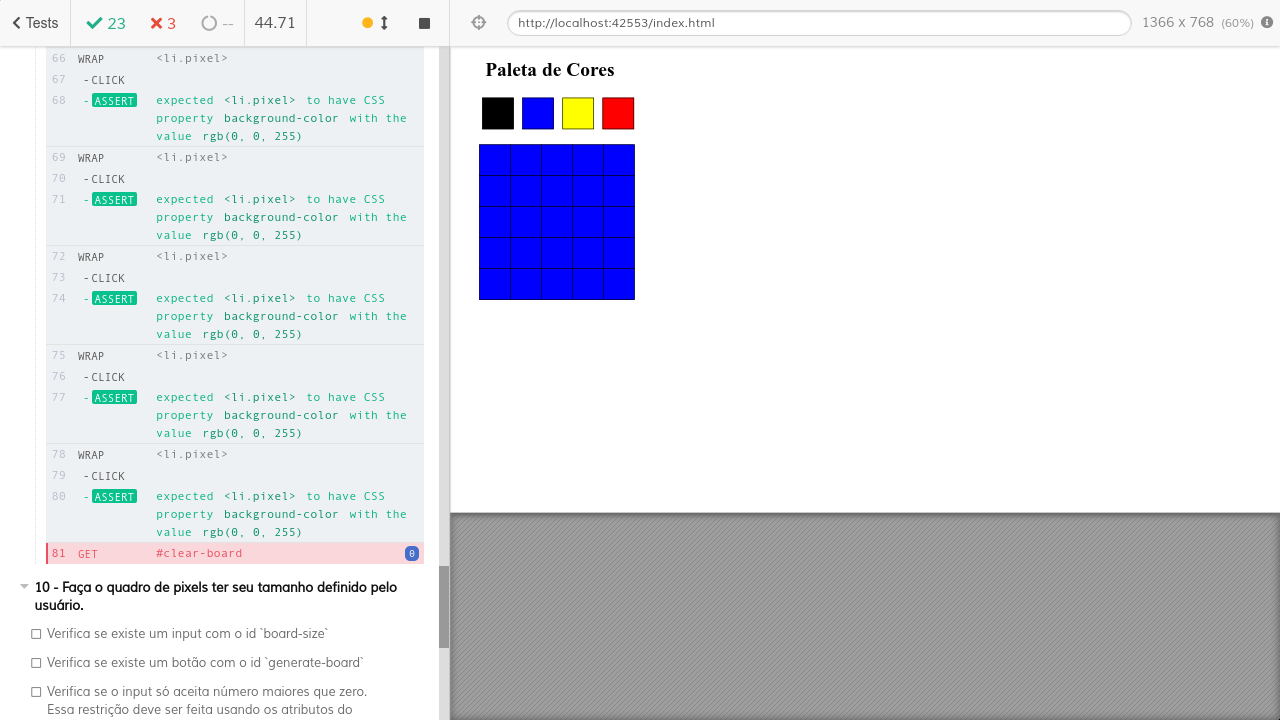 Tests 23 3 -- 44.71 http://localhost:42553/index.html 1366 x 768 (60%)
66 WRAP <li.pixel>
67 -CLICK
68 -ASSERT expected <li.pixel> to have CSS
property background-color with the
value rgb(0, 0, 255)
69 WRAP <li.pixel>
70 -CLICK
71 -ASSERT expected <li.pixel> to have CSS
property background-color with the
value rgb(0, 0, 255)
72 WRAP <li.pixel>
73 -CLICK
74 -ASSERT expected <li.pixel> to have CSS
property background-color with the
value rgb(0, 0, 255)
75 WRAP <li.pixel>
76 -CLICK
77 -ASSERT expected <li.pixel> to have CSS
property background-color with the
value rgb(0, 0, 255)
78 WRAP <li.pixel>
79 -CLICK
80 -ASSERT expected <li.pixel> to have CSS
property background-color with the
value rgb(0, 0, 255)
81 GET #clear-board 0
10 - Faça o quadro de pixels ter seu tamanho definido pelo
usuário.
Verifica se existe um input com o id `board-size`
Verifica se existe um botão com o id `generate-board`
Verifica se o input só aceita número maiores que zero.
Essa restrição deve ser feita usando os atributos do
Paleta de Cores